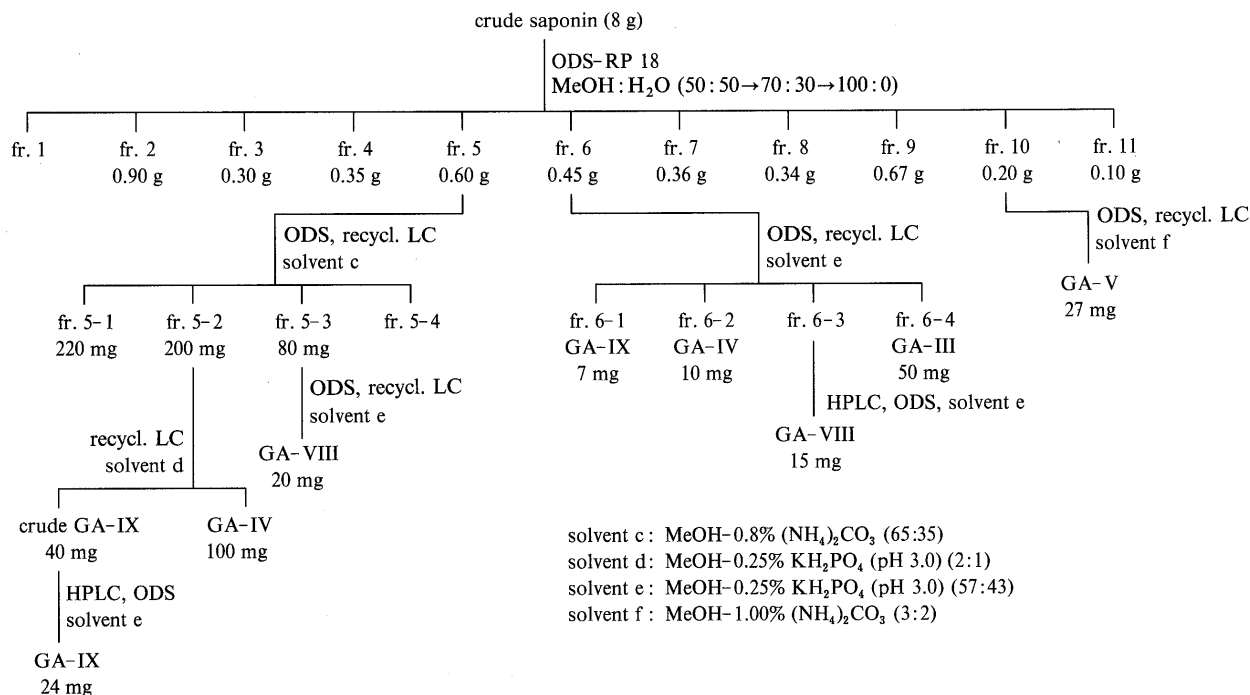 crude saponin (8 g)
ODS-RP 18
MeOH : H₂O (50 : 50→70 : 30→100 : 0)
fr. 1 fr. 2 fr. 3 fr. 4 fr. 5 fr. 6 fr. 7 fr. 8 fr. 9 fr. 10 fr. 11
0.90 g 0.30 g 0.35 g 0.60 g 0.45 g 0.36 g 0.34 g 0.67 g 0.20 g 0.10 g
ODS, recycl. LC
solvent c
ODS, recycl. LC
solvent e
ODS, recycl. LC
solvent f
GA-V
27 mg
fr. 5-1 fr. 5-2 fr. 5-3 fr. 5-4
220 mg 200 mg 80 mg
fr. 6-1 fr. 6-2 fr. 6-3 fr. 6-4
GA-IX GA-IV GA-III
7 mg 10 mg 50 mg
ODS, recycl. LC
solvent e
HPLC, ODS, solvent e
recycl. LC
solvent d
GA-VIII
20 mg
GA-VIII
15 mg
crude GA-IX GA-IV
40 mg 100 mg
HPLC, ODS
solvent e
GA-IX
24 mg
solvent c : MeOH-0.8% (NH₄)₂CO₃ (65:35)
solvent d : MeOH-0.25% KH₂PO₄ (pH 3.0) (2:1)
solvent e : MeOH-0.25% KH₂PO₄ (pH 3.0) (57:43)
solvent f : MeOH-1.00% (NH₄)₂CO₃ (3:2)